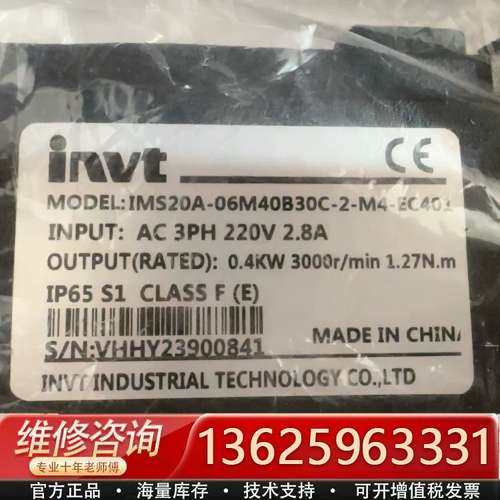 invt
CE
MODEL:IMS20A-06M40B30C-2-M4-EC401
INPUT: AC 3PH 220V 2.8A
OUTPUT(RATED): 0.4KW 3000r/min 1.27N.m
IP65 S1 CLASS F (E)
S/N:VHHY23900841
MADE IN CHINA
INVT INDUSTRIAL TECHNOLOGY CO.,LTD
维修咨询
专业十年老师傅
13625963331
官方正品 · 海量库存 · 技术支持 · 可开增值税发票